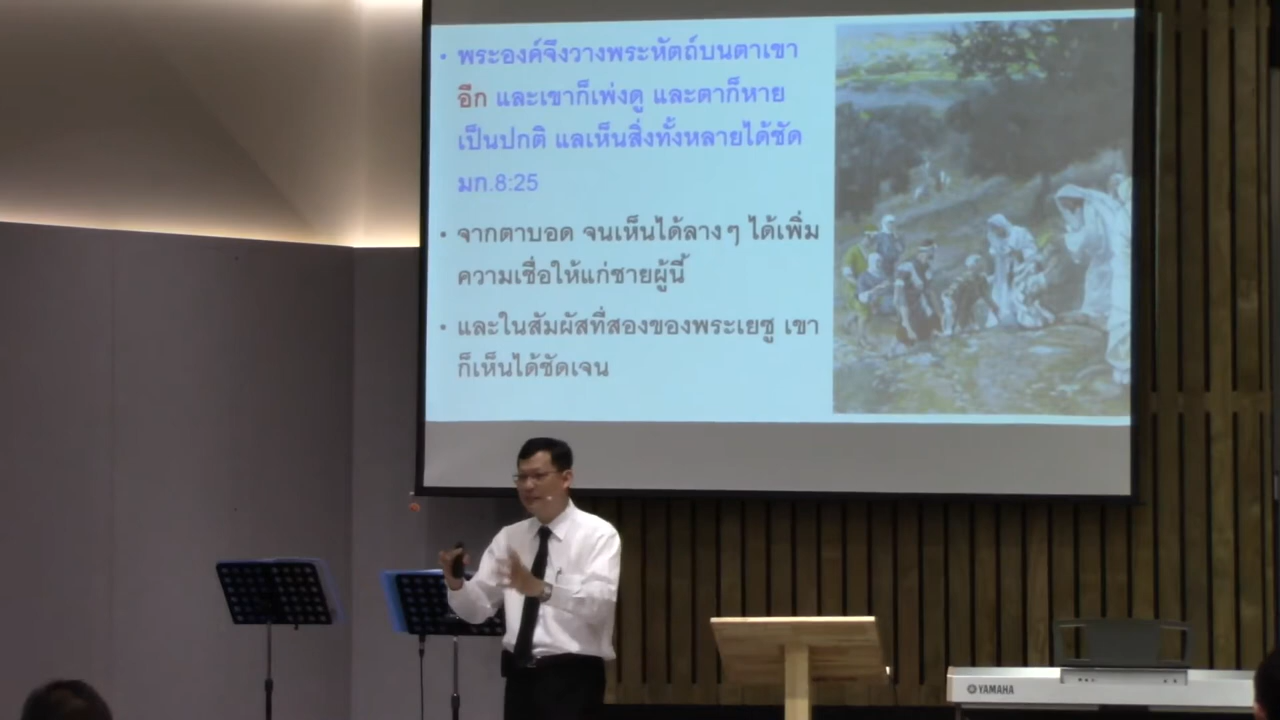 • พระองค์จึงวางพระหัตถ์บนตาเขา
อีก และเขาก็เพ่งดู และตาก็หาย
เป็นปกติ แลเห็นสิ่งทั้งหลายได้ชัด
มก.8:25
• จากตาบอด จนเห็นได้ลางๆ ได้เพิ่ม
ความเชื่อให้แก่ชายผู้นี้
• และในสัมผัสที่สองของพระเยซู เขา
ก็เห็นได้ชัดเจน
YAMAHA